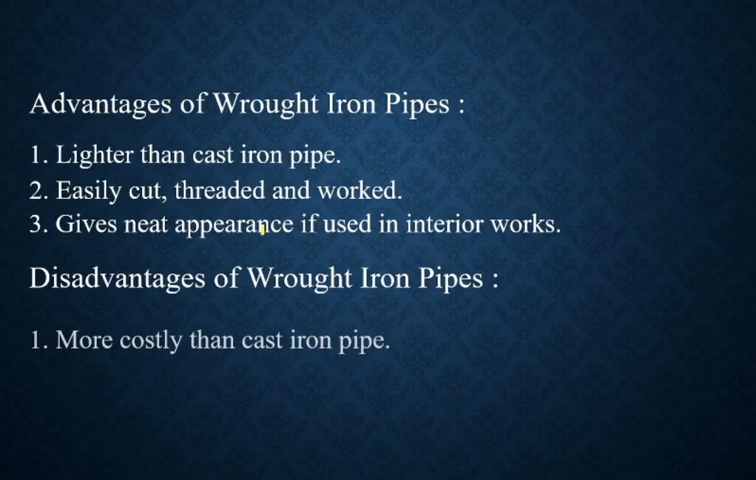 Advantages of Wrought Iron Pipes :
1. Lighter than cast iron pipe.
2. Easily cut, threaded and worked.
3. Gives neat appearance if used in interior works.
Disadvantages of Wrought Iron Pipes :
1. More costly than cast iron pipe.